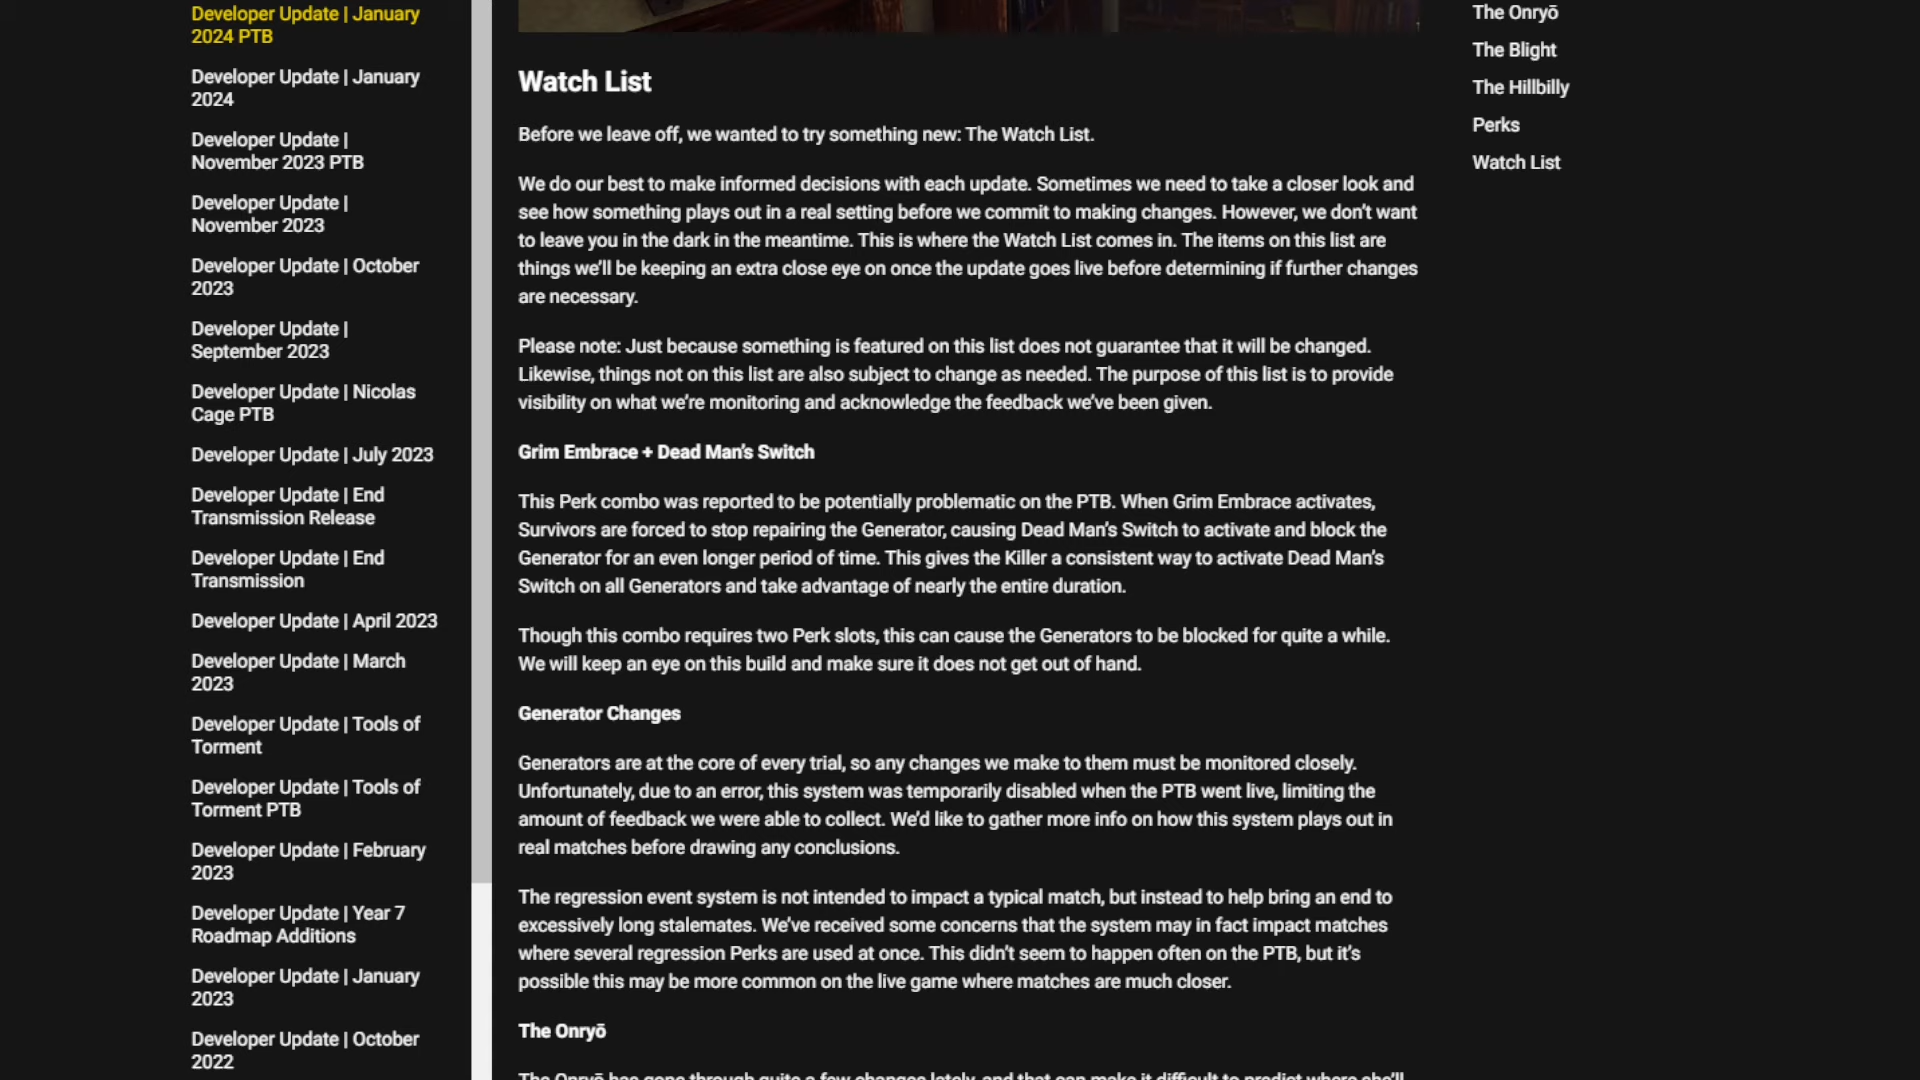 Developer Update | January
2024 PTB
Developer Update | January
2024
Developer Update |
November 2023 PTB
Developer Update |
November 2023
Developer Update | October
2023
Developer Update |
September 2023
Developer Update | Nicolas
Cage PTB
Developer Update | July 2023
Developer Update | End
Transmission Release
Developer Update | End
Transmission
Developer Update | April 2023
Developer Update | March
2023
Developer Update | Tools of
Torment
Developer Update | Tools of
Torment PTB
Developer Update | February
2023
Developer Update | Year 7
Roadmap Additions
Developer Update | January
2023
Developer Update | October
2022
Watch List
Before we leave off, we wanted to try something new: The Watch List.
We do our best to make informed decisions with each update. Sometimes we need to take a closer look and
see how something plays out in a real setting before we commit to making changes. However, we don't want
to leave you in the dark in the meantime. This is where the Watch List comes in. The items on this list are
things we'll be keeping an extra close eye on once the update goes live before determining if further changes
are necessary.
Please note: Just because something is featured on this list does not guarantee that it will be changed.
Likewise, things not on this list are also subject to change as needed. The purpose of this list is to provide
visibility on what we're monitoring and acknowledge the feedback we've been given.
Grim Embrace + Dead Man's Switch
This Perk combo was reported to be potentially problematic on the PTB. When Grim Embrace activates,
Survivors are forced to stop repairing the Generator, causing Dead Man's Switch to activate and block the
Generator for an even longer period of time. This gives the Killer a consistent way to activate Dead Man's
Switch on all Generators and take advantage of nearly the entire duration.
Though this combo requires two Perk slots, this can cause the Generators to be blocked for quite a while.
We will keep an eye on this build and make sure it does not get out of hand.
Generator Changes
Generators are at the core of every trial, so any changes we make to them must be monitored closely.
Unfortunately, due to an error, this system was temporarily disabled when the PTB went live, limiting the
amount of feedback we were able to collect. We'd like to gather more info on how this system plays out in
real matches before drawing any conclusions.
The regression event system is not intended to impact a typical match, but instead to help bring an end to
excessively long stalemates. We've received some concerns that the system may in fact impact matches
where several regression Perks are used at once. This didn't seem to happen often on the PTB, but it's
possible this may be more common on the live game where matches are much closer.
The Onryō
The Onryō has gone through quite a few changes lately, and that can make it difficult to predict where she'll
The Onryō
The Blight
The Hillbilly
Perks
Watch List